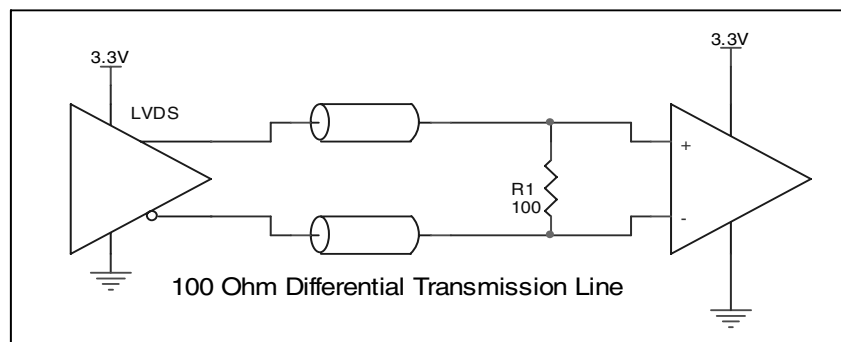 3.3V
3.3V
LVDS
+
R1
100
-
100 Ohm Differential Transmission Line